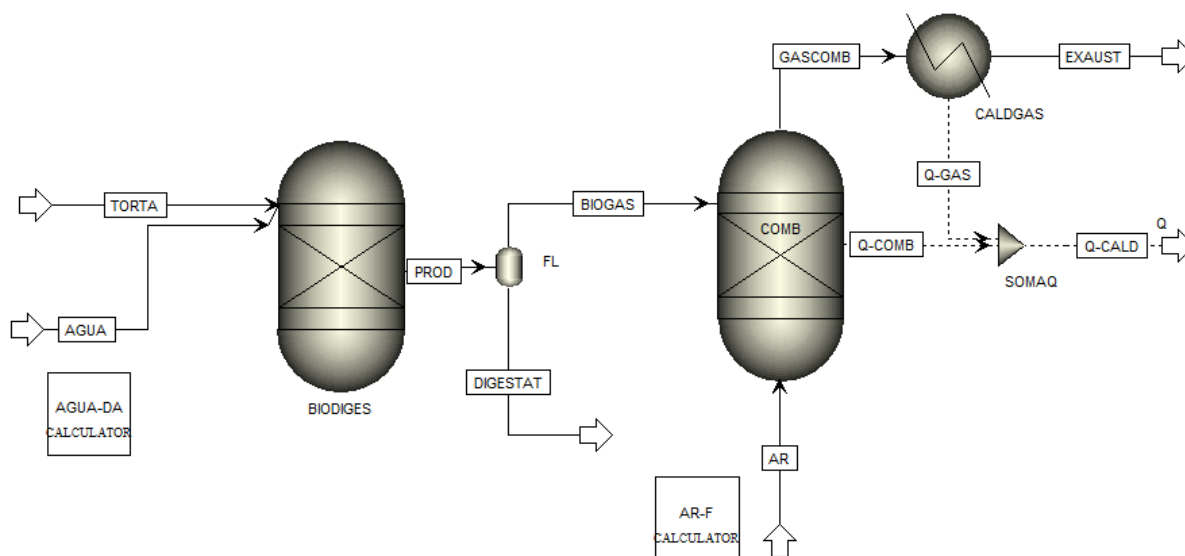 GASCOMB
EXAUST
CALDGAS
Q-GAS
TORTA
BIOGAS
COMB
Q-COMB
Q-CALD
Q
SOMAQ
PROD
FL
AGUA
DIGESTAT
AGUA-DA
CALCULATOR
BIODIGES
AR
AR-F
CALCULATOR